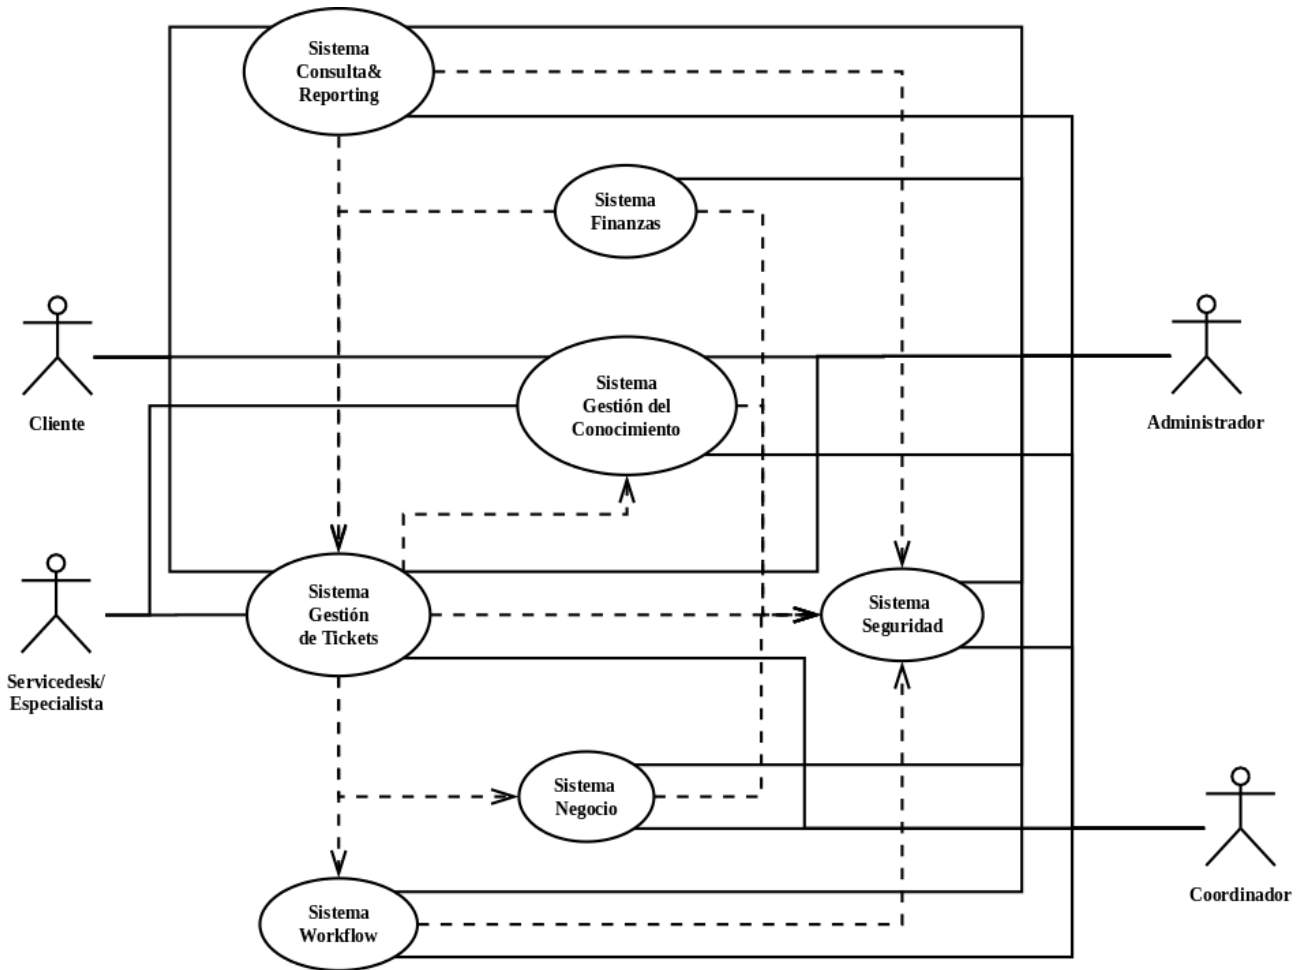 Sistema
Consulta&
Reporting
Sistema
Finanzas
Sistema
Gestión del
Conocimiento
Cliente
Administrador
Sistema
Gestión
de Tickets
Sistema
Seguridad
Servicedesk/
Especialista
Sistema
Negocio
Coordinador
Sistema
Workflow